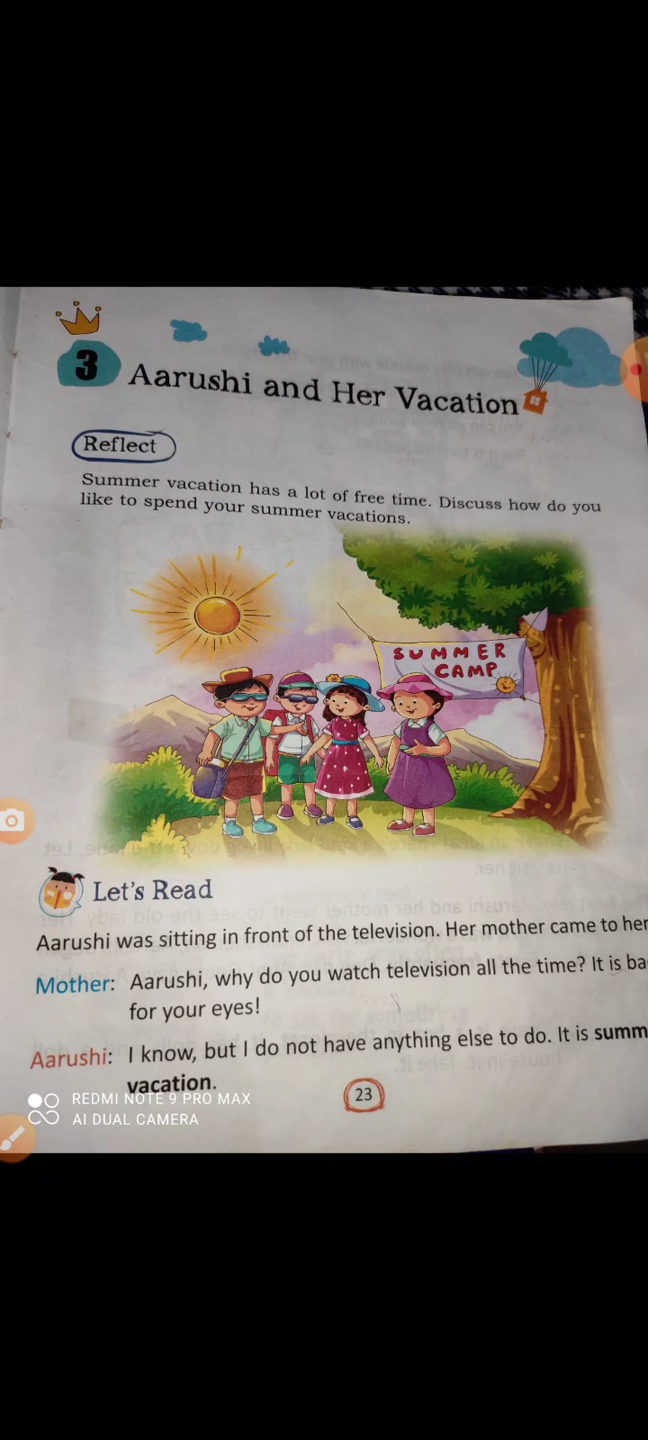 3 Aarushi and Her Vacation
Reflect
Summer vacation has a lot of free time. Discuss how do you
like to spend your summer vacations.
SUMMER
CAMP
Let's Read
Aarushi was sitting in front of the television. Her mother came to her
Mother: Aarushi, why do you watch television all the time? It is ba
for your eyes!
Aarushi: I know, but I do not have anything else to do. It is summ
vacation.
23
REDMI NOTE 9 PRO MAX
AI DUAL CAMERA